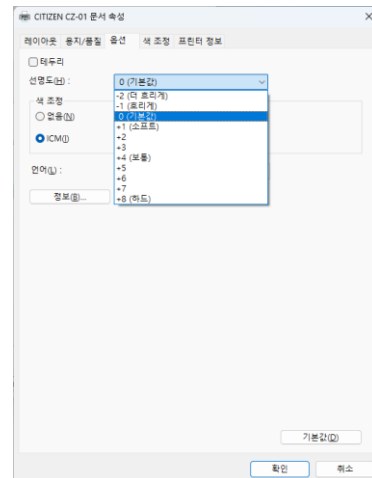 CITIZEN CZ-01 문서 속성
레이아웃 용지/품질 옵션 색 조정 프린터 정보
테두리
선명도(H) : 0 (기본값)
-2 (더 흐리게)
-1 (흐리게)
0 (기본값)
+1 (소프트)
+2
+3
+4 (보통)
+5
+6
+7
+8 (하드)
색 조정
없음(N)
ICM(I)
언어(L) :
정보(B)...
기본값(D)
확인 취소